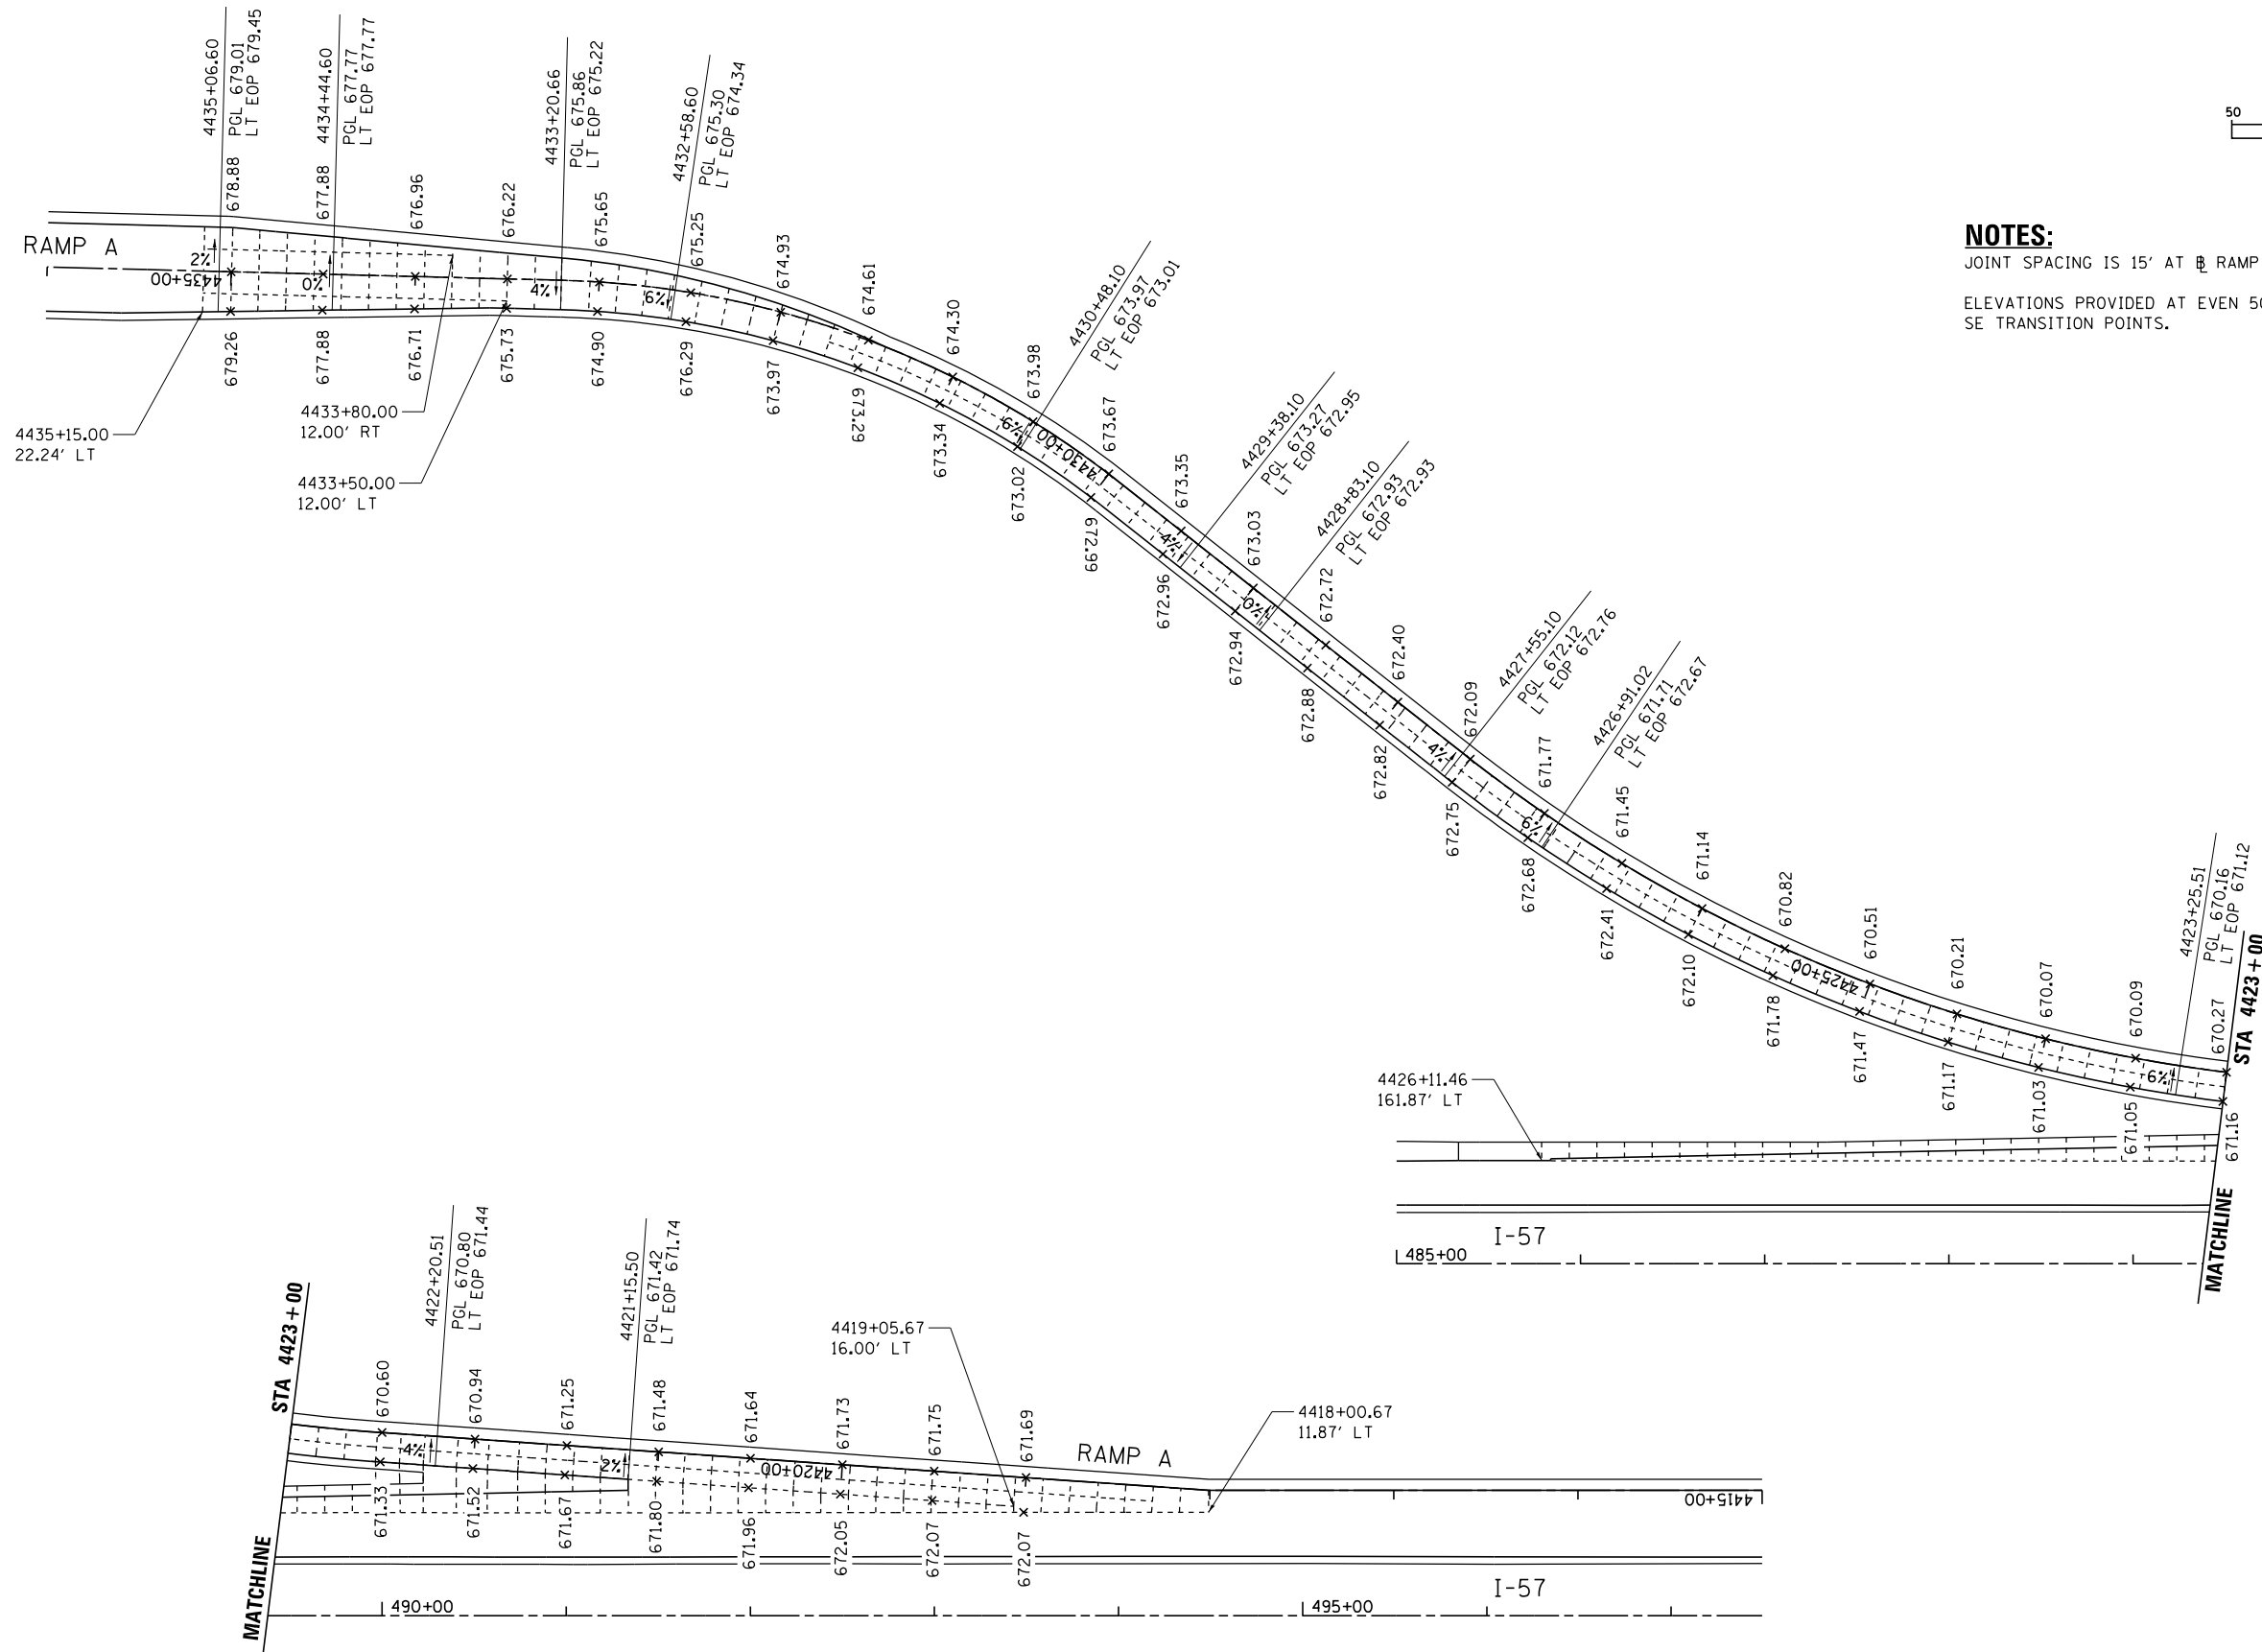 4435+06.60
PGL 679.01
LT EOP 679.45
4434+44.60
PGL 677.77
LT EOP 677.77
4433+20.66
PGL 675.86
LT EOP 675.22
4432+58.60
PGL 675.30
LT EOP 674.34
50
678.88
677.88
676.96
676.22
675.65
675.25
674.93
674.61
674.30
673.98
673.67
673.35
673.03
672.72
672.40
672.09
671.77
671.45
671.14
670.82
670.51
670.21
670.07
670.09
670.27
RAMP A
2%
4435+00
0%
4%
6%
NOTES:
JOINT SPACING IS 15' AT ℄ RAMP
ELEVATIONS PROVIDED AT EVEN
SE TRANSITION POINTS.
4430+48.10
PGL 673.97
LT EOP 673.01
679.26
677.88
676.71
675.73
674.90
676.29
673.97
673.29
673.34
673.02
672.99
672.96
672.94
672.88
672.82
672.75
672.68
672.41
672.10
671.78
671.47
671.17
671.03
671.05
671.16
4433+80.00
12.00' RT
4435+15.00
22.24' LT
4433+50.00
12.00' LT
6%
4430+00
4429+38.10
PGL 673.27
LT EOP 672.95
4%
4428+83.10
PGL 672.93
LT EOP 672.93
0%
4427+55.10
PGL 672.12
LT EOP 672.76
4%
4426+91.02
PGL 671.71
LT EOP 672.67
6%
4425+00
4423+25.51
PGL 670.16
LT EOP 671.12
6%
STA 4423+00
MATCHLINE
4426+11.46
161.87' LT
I-57
485+00
STA 4423+00
MATCHLINE
4422+20.51
PGL 670.80
LT EOP 671.44
4421+15.50
PGL 671.42
LT EOP 671.74
4419+05.67
16.00' LT
4418+00.67
11.87' LT
670.60
670.94
671.25
671.48
671.64
671.73
671.75
671.69
RAMP A
4%
2%
4420+00
4415+00
671.33
671.52
671.67
671.80
671.96
672.05
672.07
672.07
I-57
490+00
495+00